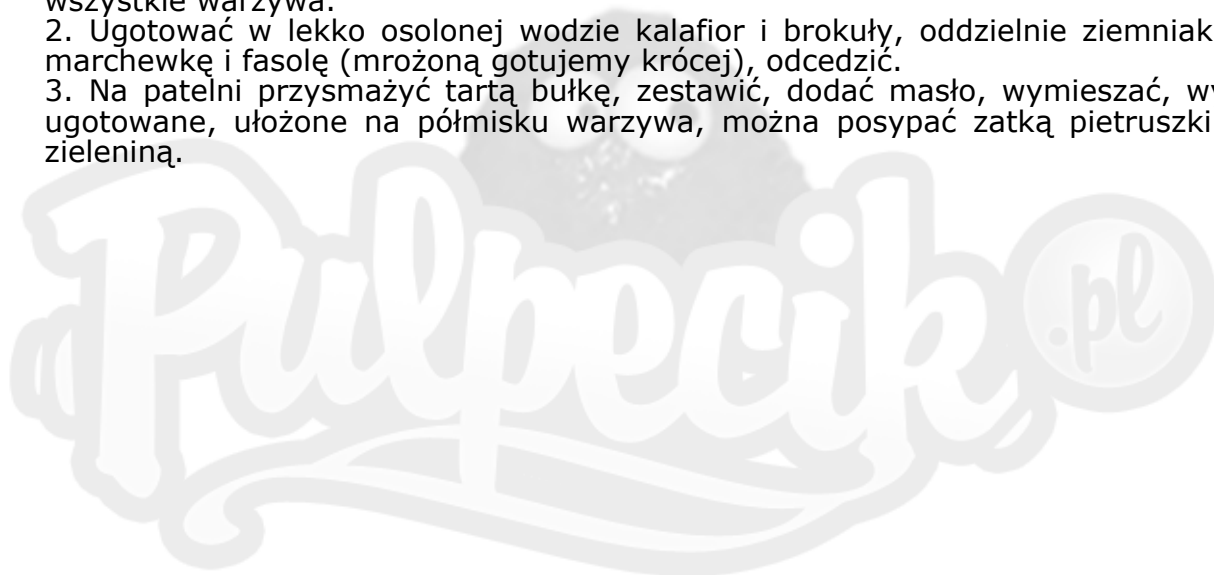 wszystkie warzywa.
2. Ugotować w lekko osolonej wodzie kalafior i brokuły, oddzielnie ziemniak
marchewkę i fasolę (mrożoną gotujemy krócej), odcedzić.
3. Na patelni przysmażyć tartą bułkę, zestawić, dodać masło, wymieszać,
ugotowane, ułożone na półmisku warzywa, można posypać zatką pietruszki
zieleniną.
Pulpecik .pl